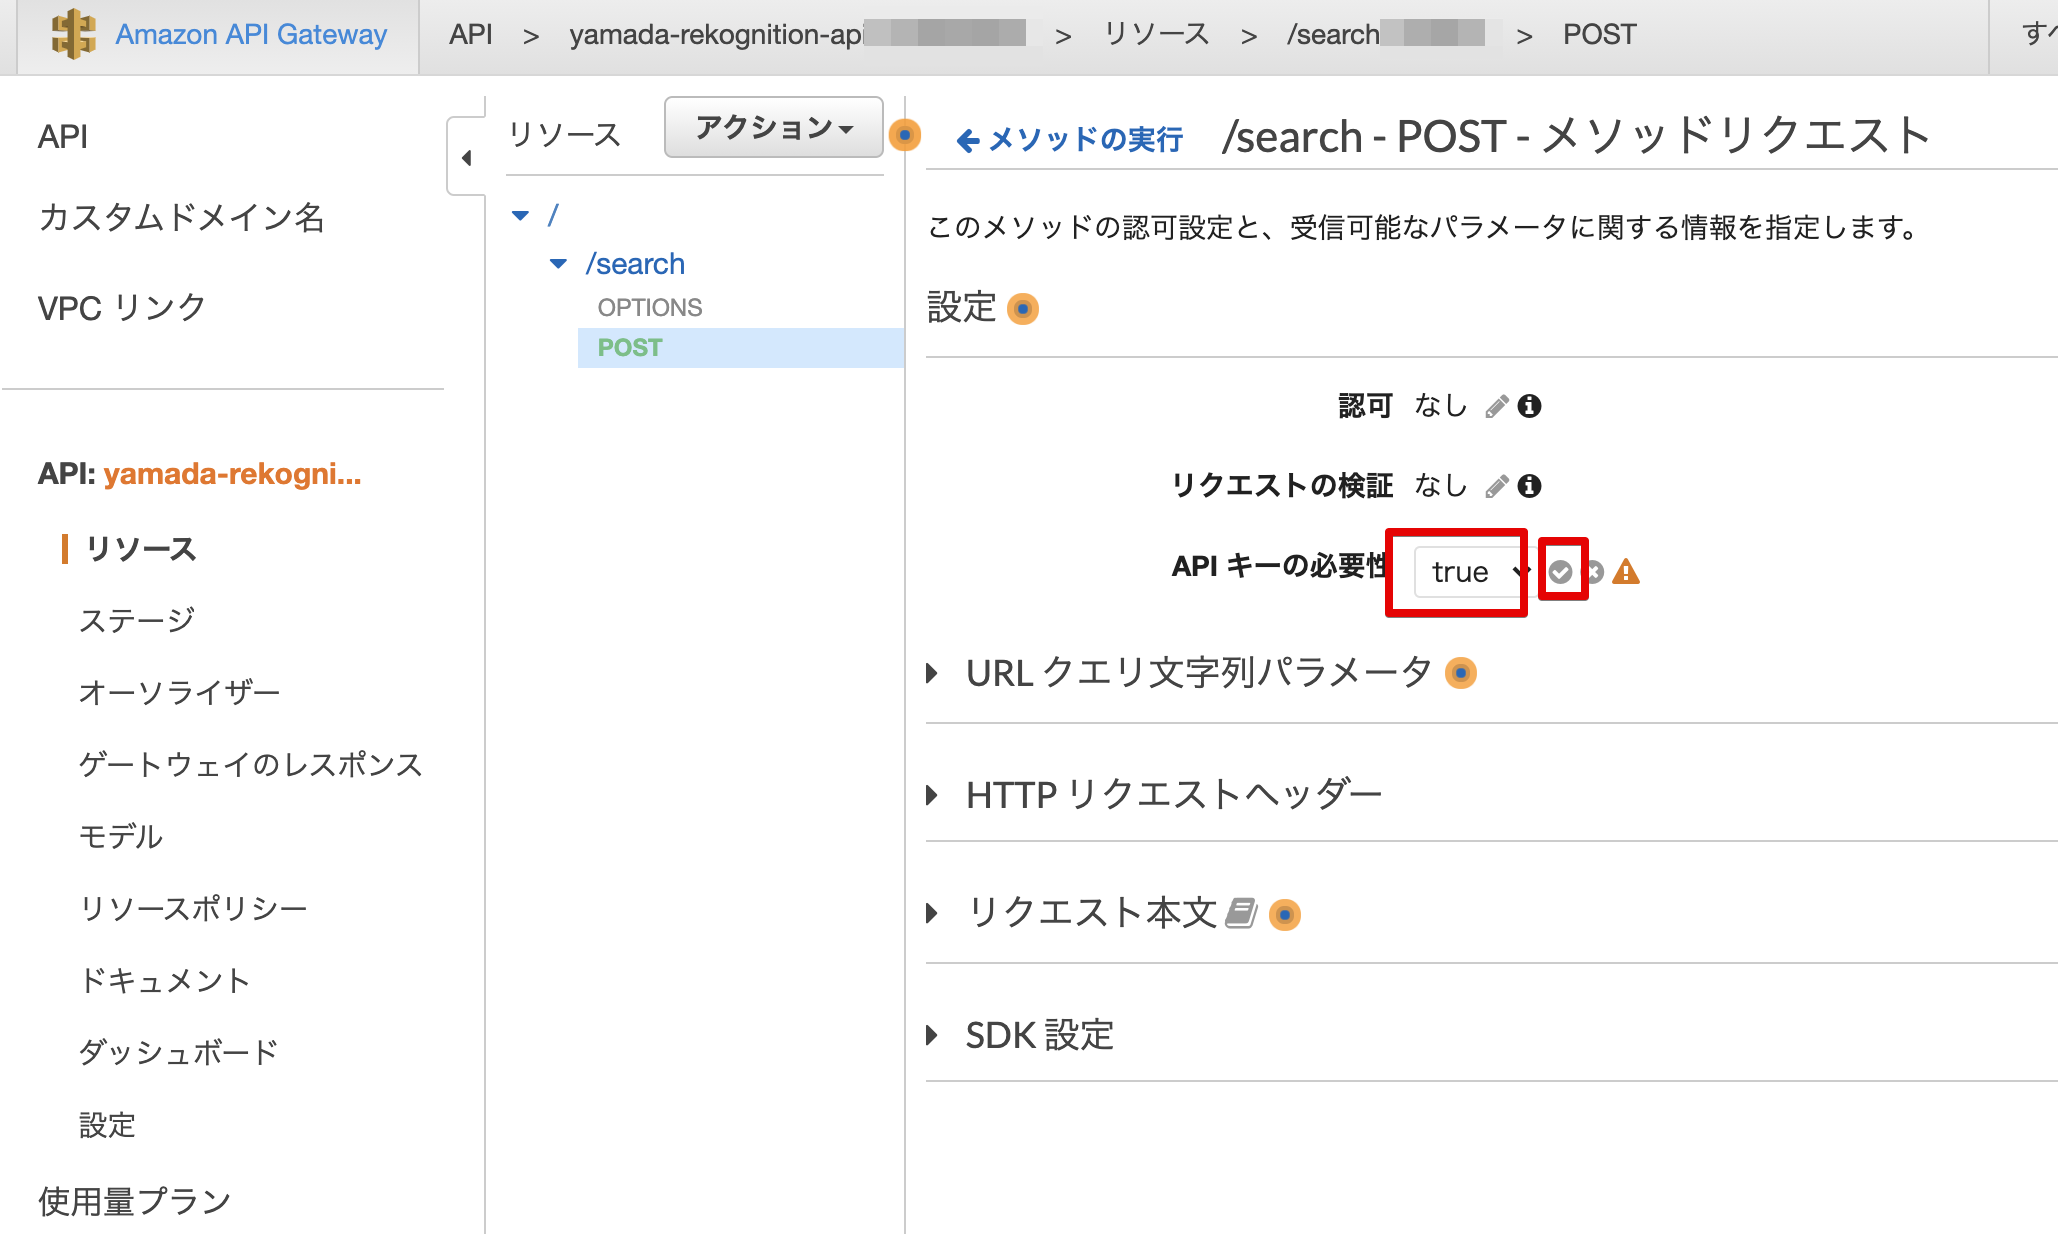 Amazon API Gateway
API > yamada-rekognition-api > リソース > /search > POST
API
カスタムドメイン名
VPC リンク
API: yamada-rekogni...
リソース
ステージ
オーソライザー
ゲートウェイのレスポンス
モデル
リソースポリシー
ドキュメント
ダッシュボード
設定
使用量プラン
リソース
アクション
/
/search
OPTIONS
POST
メソッドの実行
/search - POST - メソッドリクエスト
このメソッドの認可設定と、受信可能なパラメータに関する情報を指定します。
設定
認可 なし
リクエストの検証 なし
API キーの必要性 true
URL クエリ文字列パラメータ
HTTP リクエストヘッダー
リクエスト本文
SDK 設定